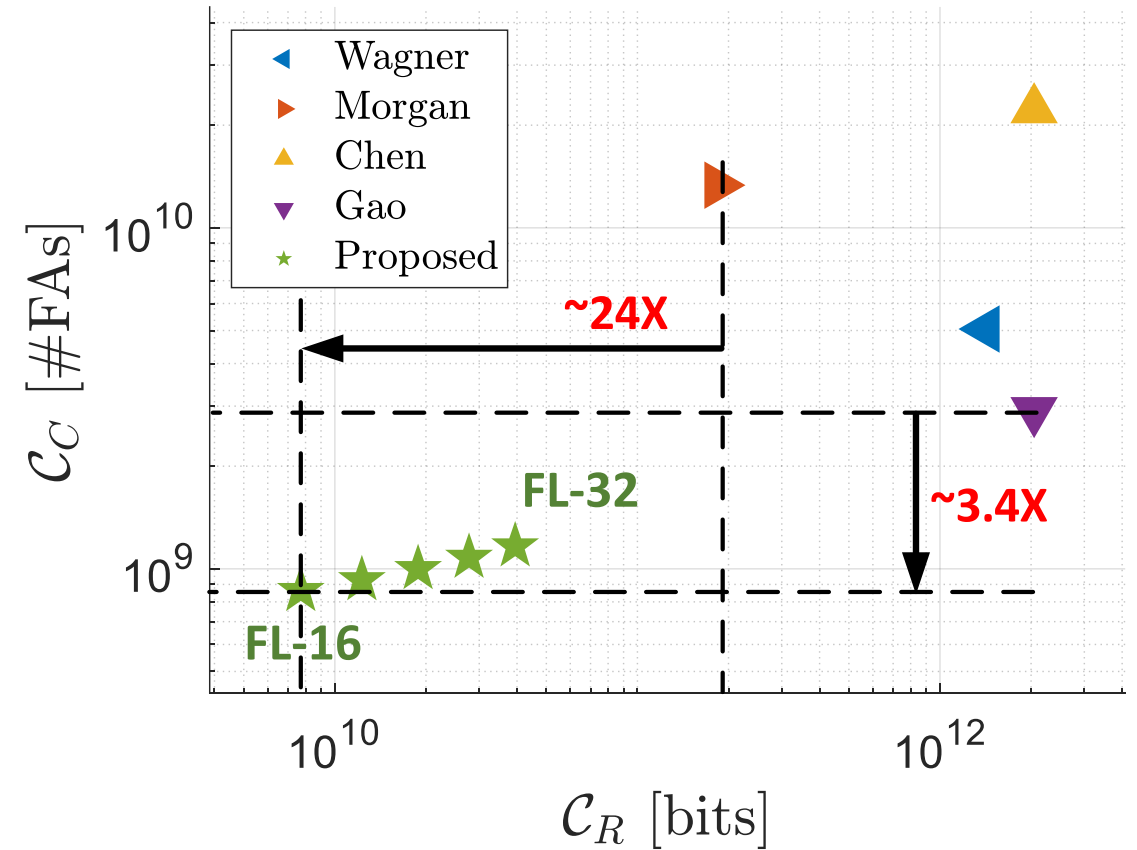 Wagner
Morgan
Chen
Gao
Proposed
10^10
10^9
C_C [#FAs]
~24X
~3.4X
FL-32
FL-16
10^10
10^12
C_R [bits]